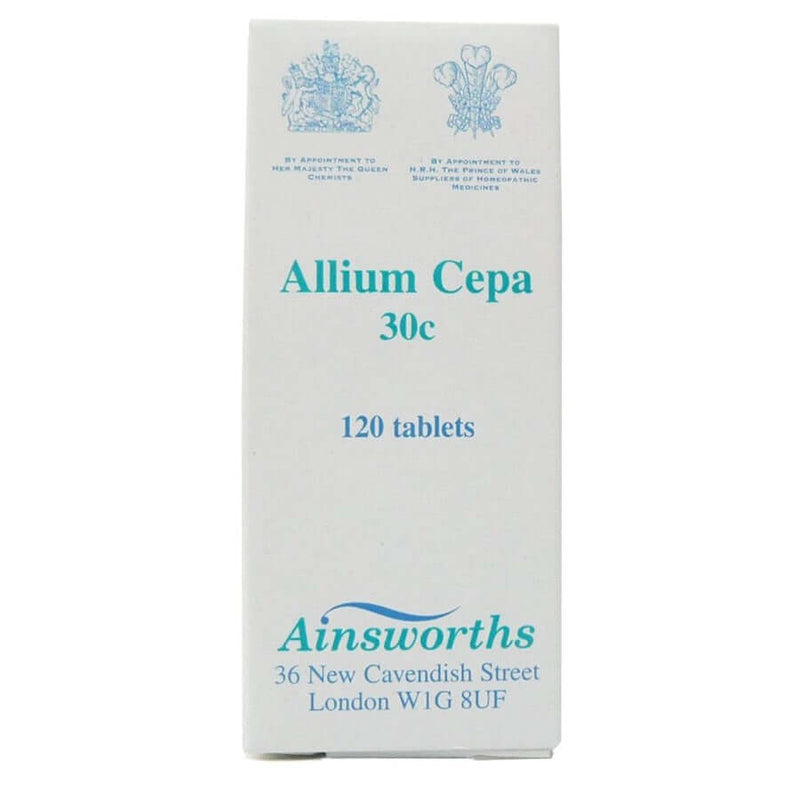 BY APPOINTMENT TO
HER MAJESTY THE QUEEN
CHEMISTS
BY APPOINTMENT TO
H.R.H. THE PRINCE OF WALES
SUPPLIERS OF HOMEOPATHIC
MEDICINES
Allium Cepa
30c
120 tablets
Ainsworths
36 New Cavendish Street
London W1G 8UF